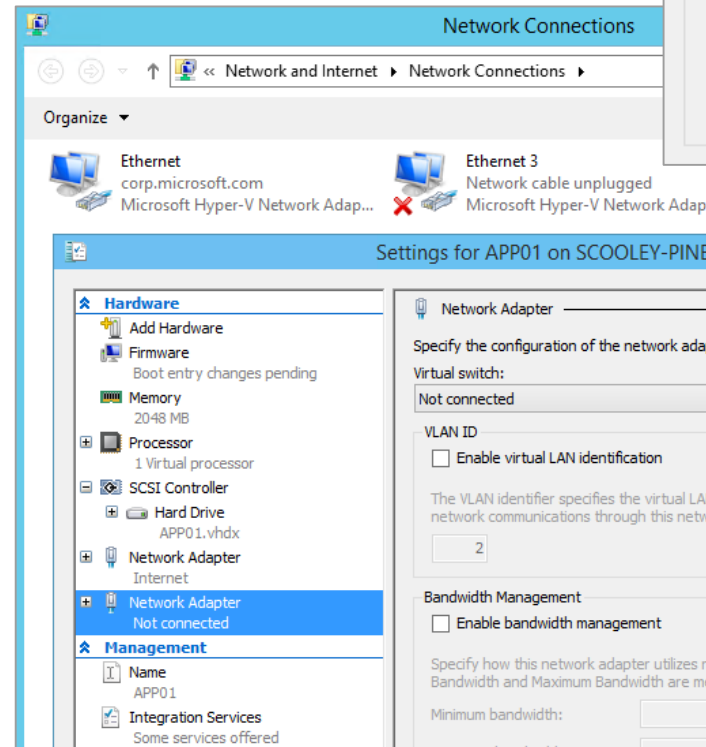 Network Connections
« Network and Internet Network Connections
Organize
Ethernet
corp.microsoft.com
Microsoft Hyper-V Network Adap...
Ethernet 3
Network cable unplugged
Microsoft Hyper-V Network Adap
Settings for APP01 on SCOOLEY-PINE
Hardware
Add Hardware
Firmware
Boot entry changes pending
Memory
2048 MB
Processor
1 Virtual processor
SCSI Controller
Hard Drive
APP01.vhdx
Network Adapter
Internet
Network Adapter
Not connected
Management
Name
APP01
Integration Services
Some services offered
Network Adapter
Specify the configuration of the network ada
Virtual switch:
Not connected
VLAN ID
Enable virtual LAN identification
The VLAN identifier specifies the virtual LA
network communications through this netw
2
Bandwidth Management
Enable bandwidth management
Specify how this network adapter utilizes
Bandwidth and Maximum Bandwidth are
Minimum bandwidth: